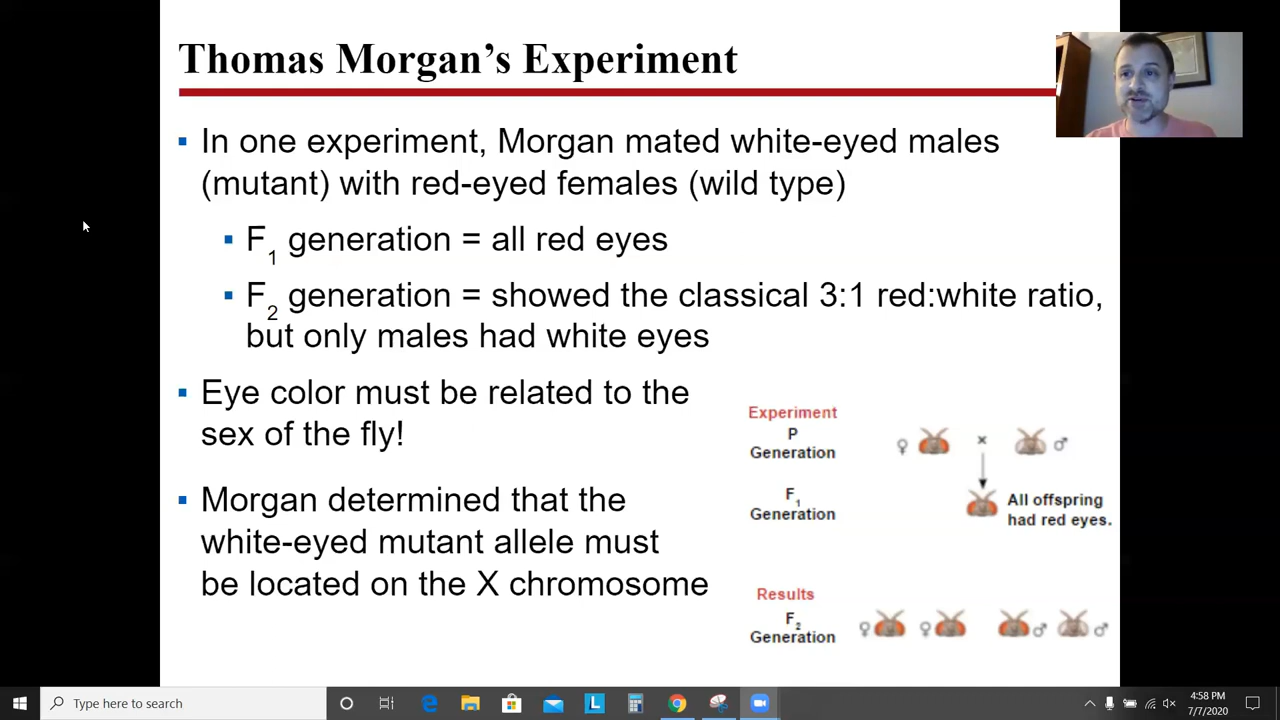 Thomas Morgan’s Experiment
▪ In one experiment, Morgan mated white-eyed males
(mutant) with red-eyed females (wild type)
▪ F1 generation = all red eyes
▪ F2 generation = showed the classical 3:1 red:white ratio,
but only males had white eyes
▪ Eye color must be related to the
sex of the fly!
▪ Morgan determined that the
white-eyed mutant allele must
be located on the X chromosome
Experiment
P
Generation
♀ × ♂
F1
Generation
All offspring
had red eyes.
Results
F2
Generation
♀ ♀ ♂ ♂
Type here to search
L
4:58 PM
7/7/2020